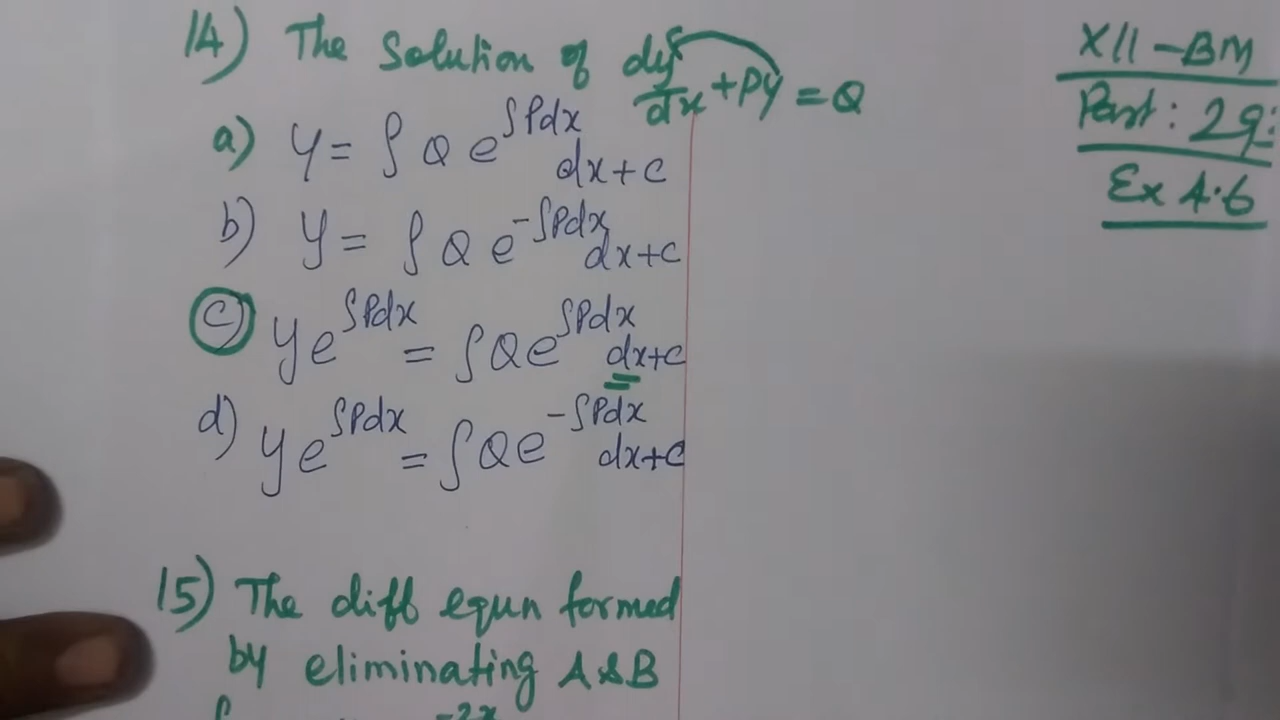 14) The Solution of dy/dx + Py = Q
a) y = ∫ Q e^∫Pdx dx+c
b) y = ∫ Q e^-∫Pdx dx+c
c) ye^∫Pdx = ∫Qe^∫Pdx dx+c
d) ye^∫Pdx = ∫Qe^-∫Pdx dx+c
15) The diff equn formed
by eliminating A & B
-2x
XII - BM
Part: 29:
Ex 4.6